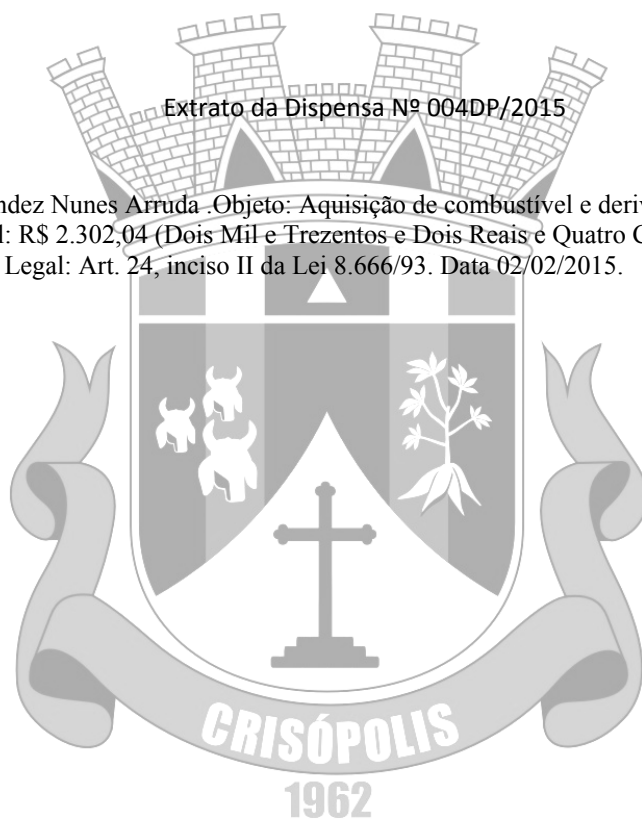 Extrato da Dispensa Nº 004DP/2015
ndez Nunes Arruda .Objeto: Aquisição de combustível e deriv
l: R$ 2.302,04 (Dois Mil e Trezentos e Dois Reais e Quatro C
Legal: Art. 24, inciso II da Lei 8.666/93. Data 02/02/2015.
CRISÓPOLIS
1962